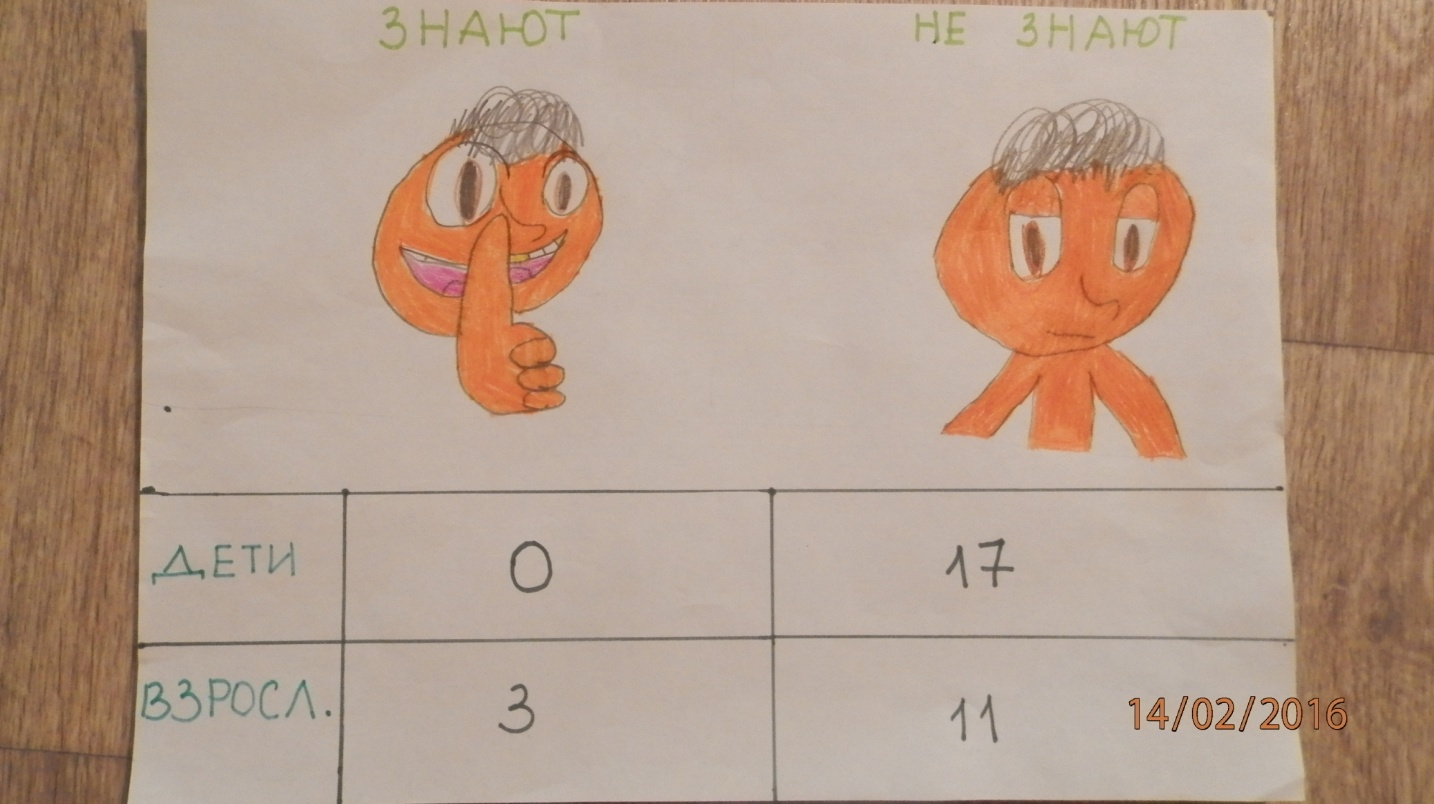 ЗНАЮТ НЕ ЗНАЮТ
ДЕТИ 0 17
ВЗРОСЛ. 3 11
14/02/2016